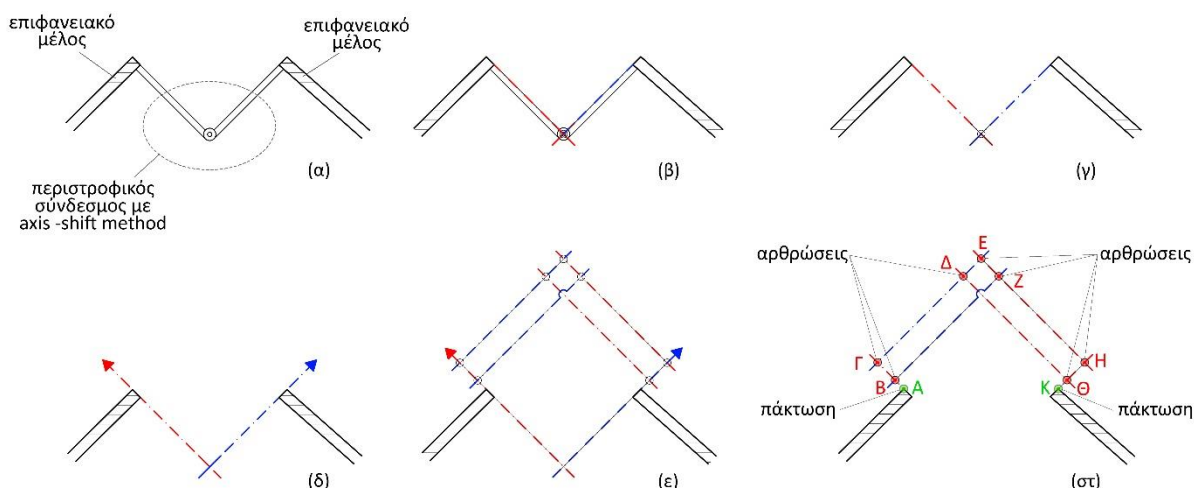 επιφανειακό
μέλος
επιφανειακό
μέλος
περιστροφικός
σύνδεσμος με
axis -shift method
(α)
(β)
(γ)
(δ)
(ε)
αρθρώσεις
αρθρώσεις
Ε
Δ
Ζ
Γ
Η
Β
Α
Κ
Θ
πάκτωση
πάκτωση
(στ)